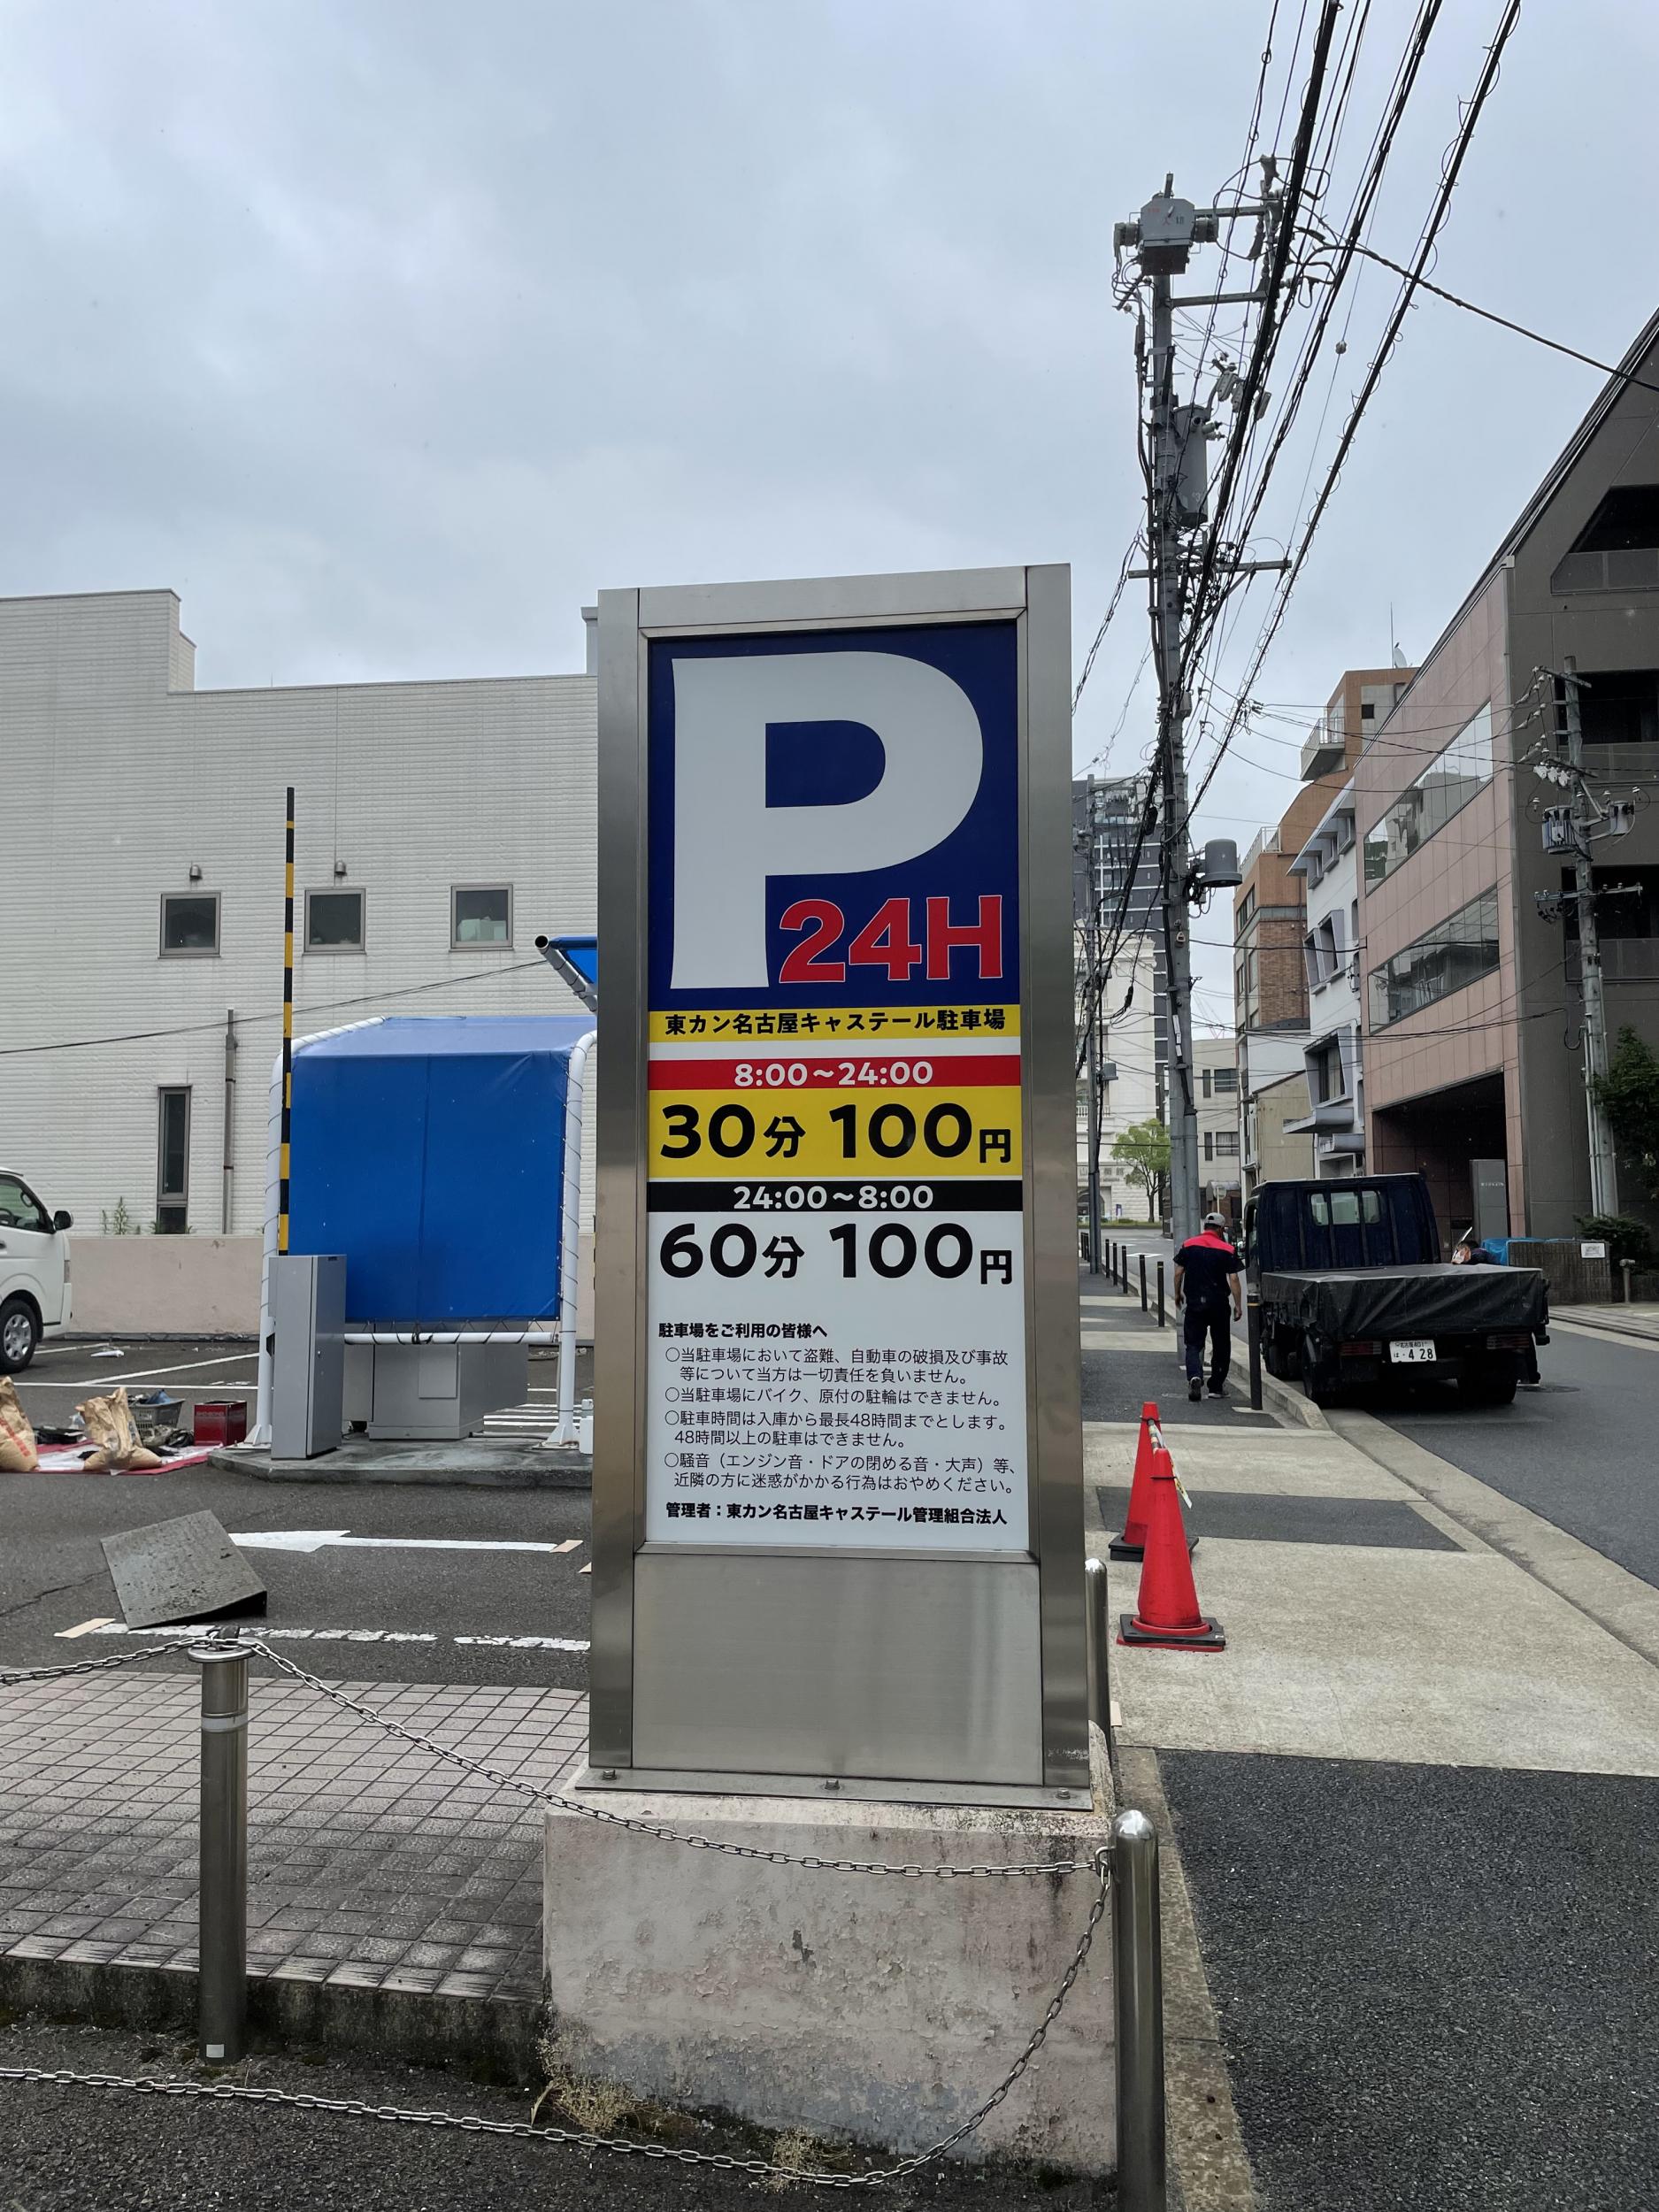 P
24H
東カン名古屋キャステール駐車場
8:00～24:00
30分 100円
24:00～8:00
60分 100円
駐車場をご利用の皆様へ
○当駐車場において盗難、自動車の破損及び事故
等について当方は一切責任を負いません。
○当駐車場にバイク、原付の駐輪はできません。
○駐車時間は入庫から最長48時間までとします。
48時間以上の駐車はできません。
○騒音（エンジン音・ドアの閉める音・大声）等、
近隣の方に迷惑がかかる行為はおやめください。
管理者：東カン名古屋キャステール管理組合法人
は・428